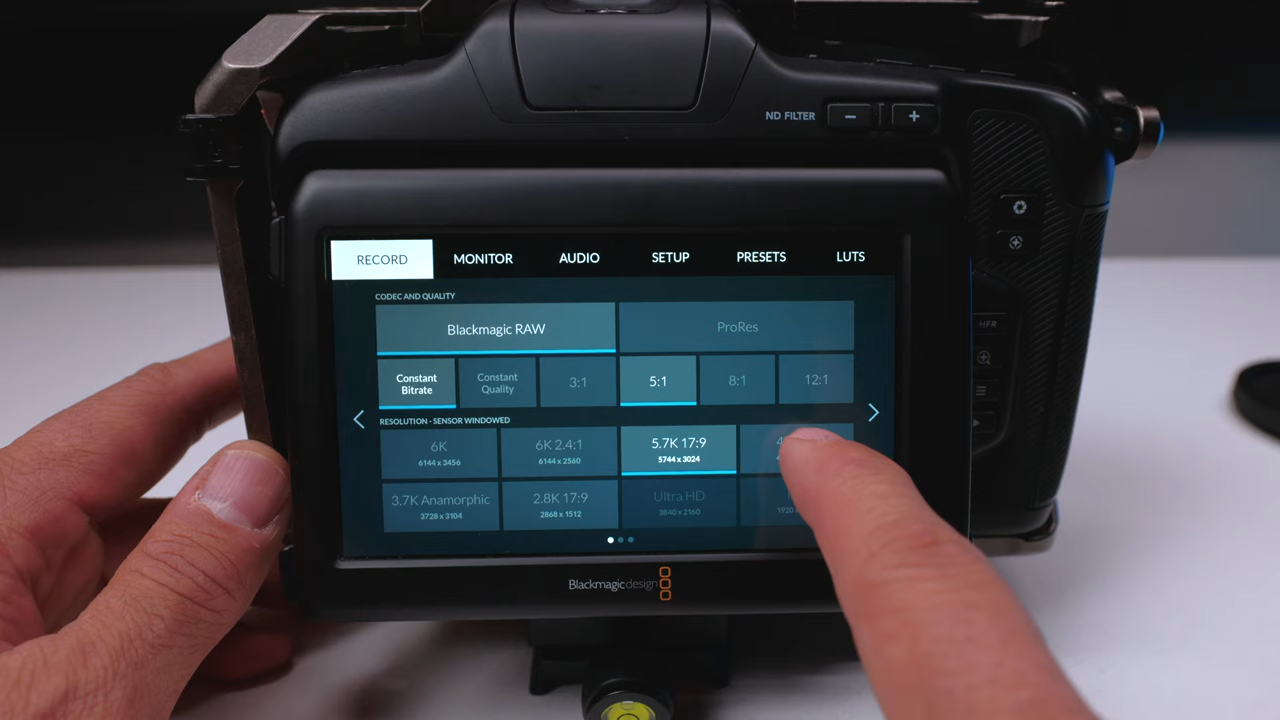 ND FILTER
RECORD MONITOR AUDIO SETUP PRESETS LUTS
CODEC AND QUALITY
Blackmagic RAW ProRes
Constant Bitrate Constant Quality 3:1 5:1 8:1 12:1
RESOLUTION - SENSOR WINDOWED
6K 6K 2.4:1 5.7K 17:9
6144 x 3456 6144 x 2560 5744 x 3024
3.7K Anamorphic 2.8K 17:9 Ultra HD
3728 x 3104 2868 x 1512 3840 x 2160
Blackmagicdesign
HFR